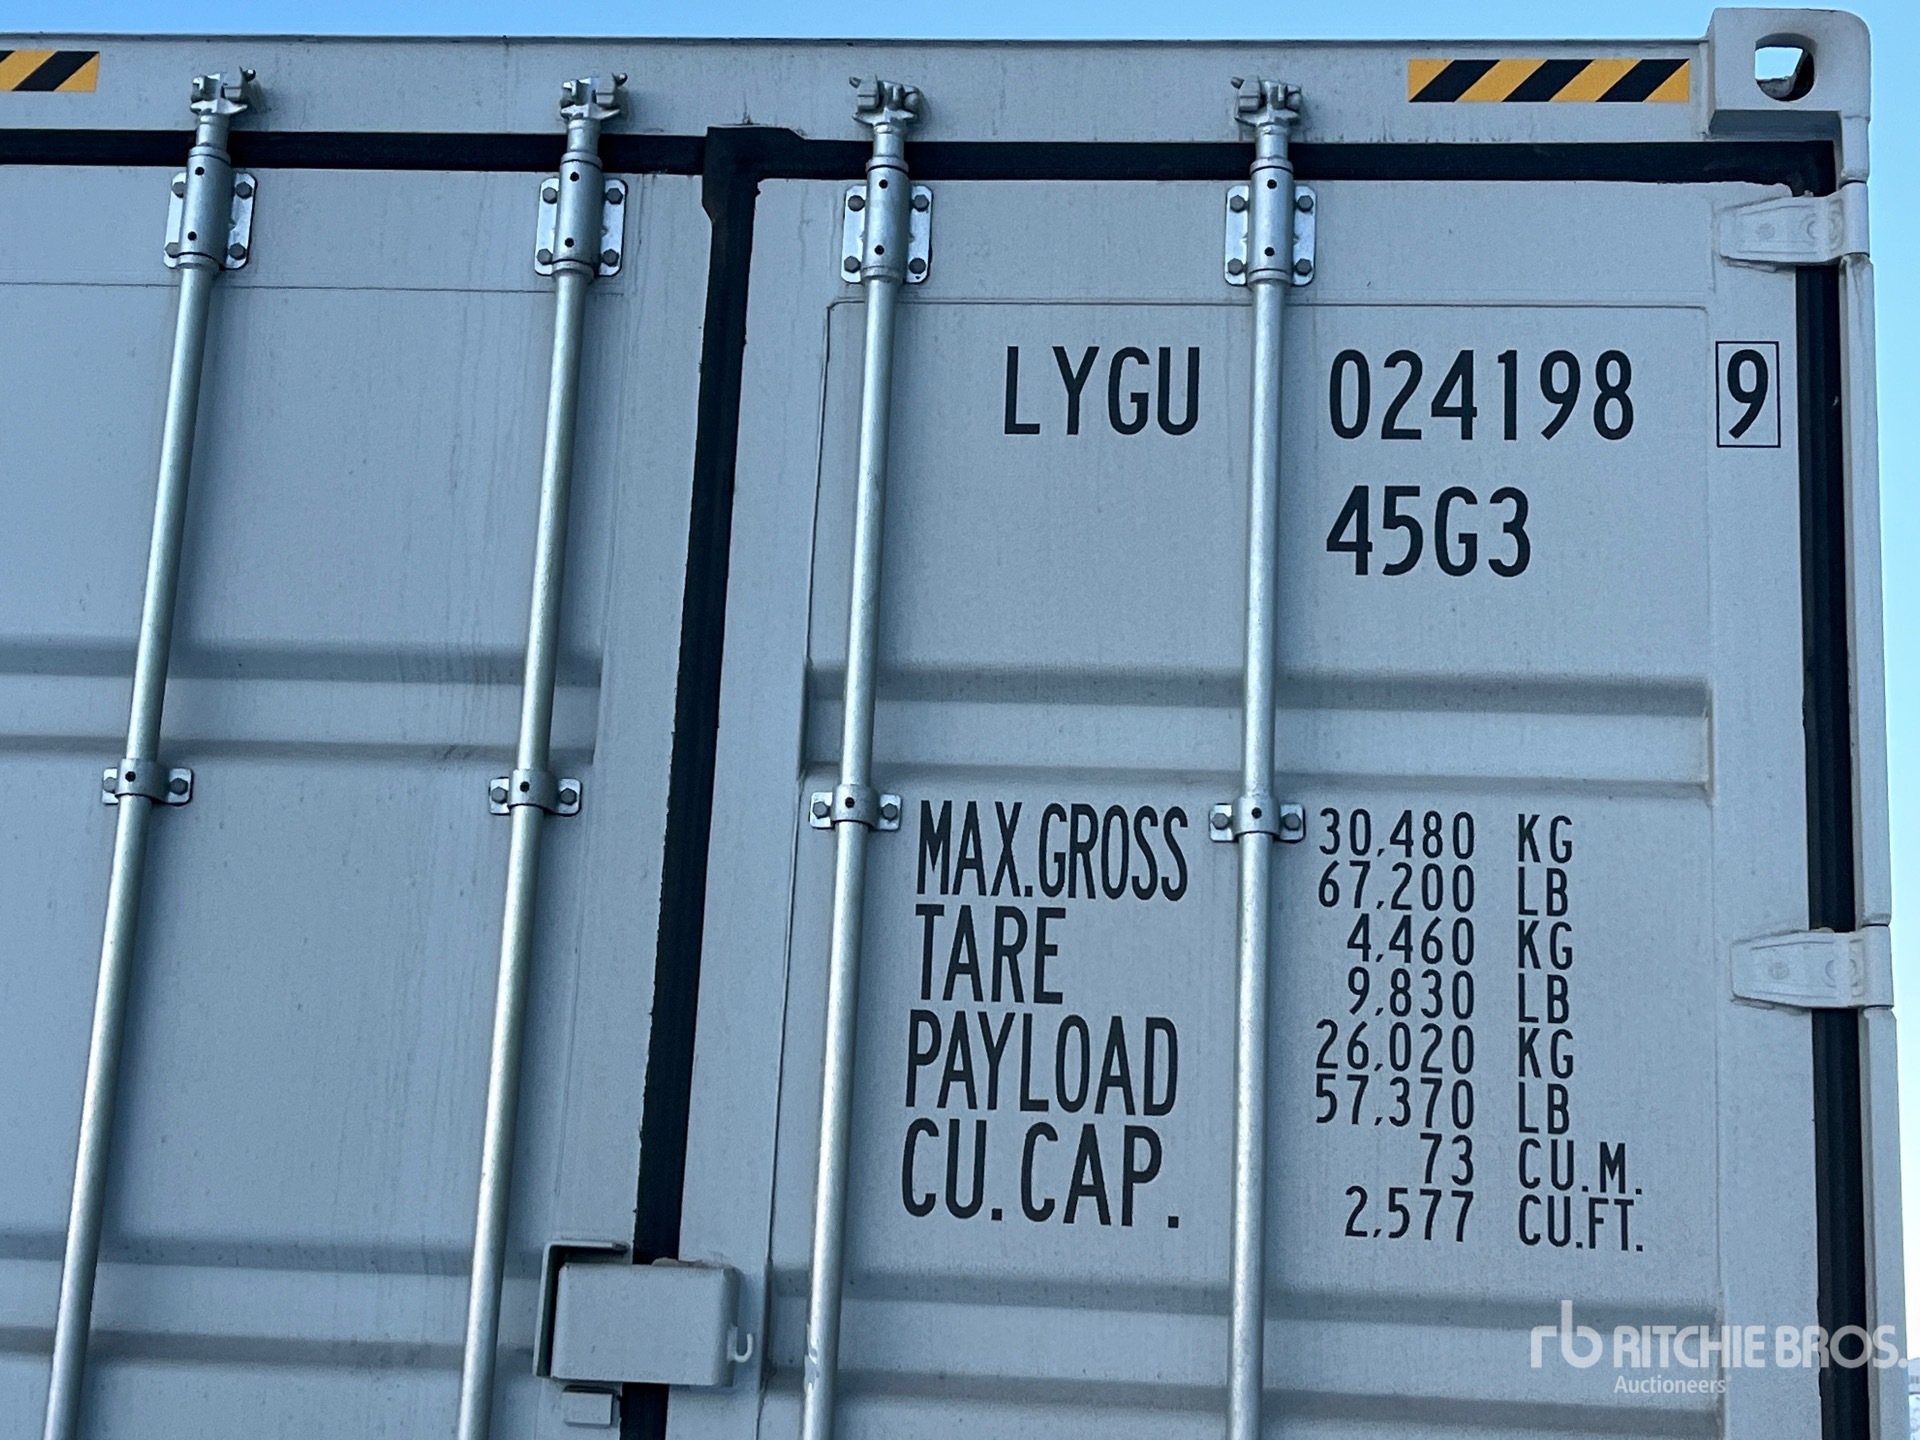 LYGU 024198 9
45G3
MAX.GROSS 30,480 KG
67,200 LB
TARE 4,460 KG
9,830 LB
PAYLOAD 26,020 KG
57,370 LB
CU.CAP. 73 CU.M.
2,577 CU.FT.
rb RITCHIE BROS.
Auctioneers